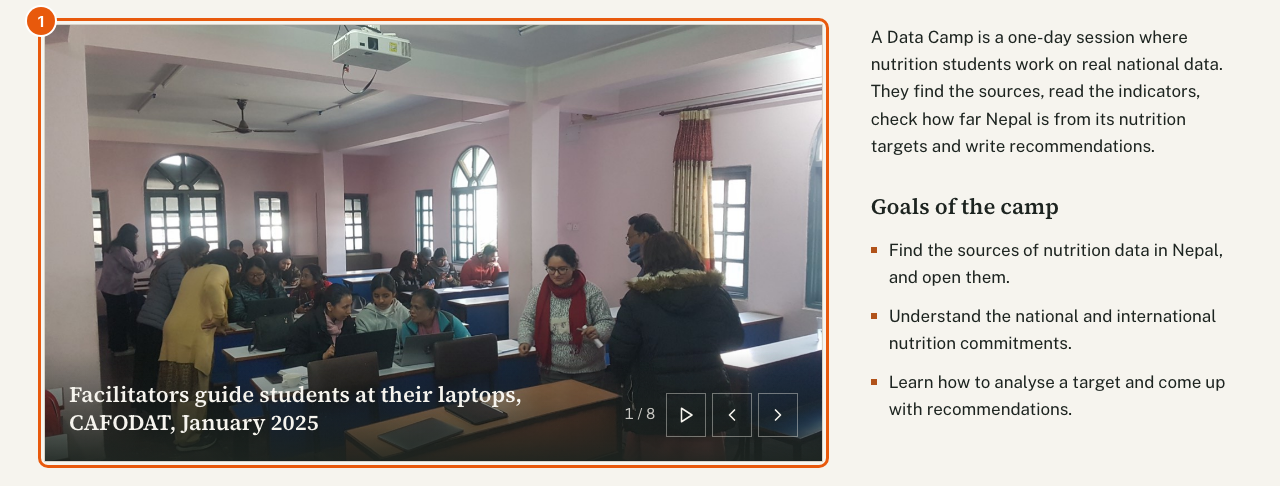 1
Facilitators guide students at their laptops,
CAFODAT, January 2025
1 / 8
A Data Camp is a one-day session where
nutrition students work on real national data.
They find the sources, read the indicators,
check how far Nepal is from its nutrition
targets and write recommendations.
Goals of the camp
Find the sources of nutrition data in Nepal,
and open them.
Understand the national and international
nutrition commitments.
Learn how to analyse a target and come up
with recommendations.